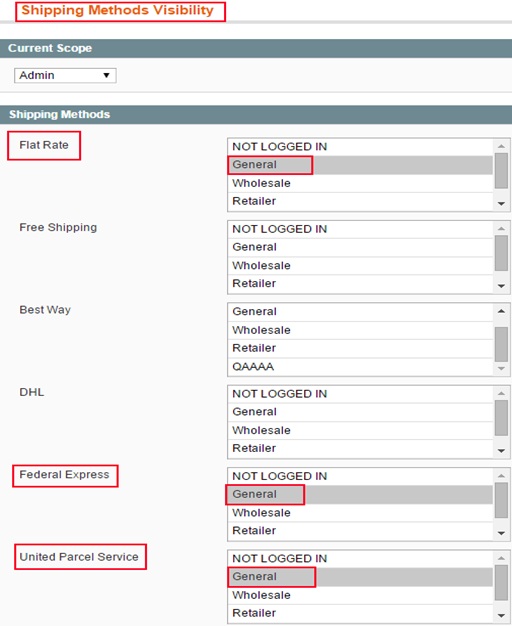 Shipping Methods Visibility
Current Scope
Admin
Shipping Methods
Flat Rate
NOT LOGGED IN
General
Wholesale
Retailer
Free Shipping
NOT LOGGED IN
General
Wholesale
Retailer
Best Way
General
Wholesale
Retailer
QAAAA
DHL
NOT LOGGED IN
General
Wholesale
Retailer
Federal Express
NOT LOGGED IN
General
Wholesale
Retailer
United Parcel Service
NOT LOGGED IN
General
Wholesale
Retailer